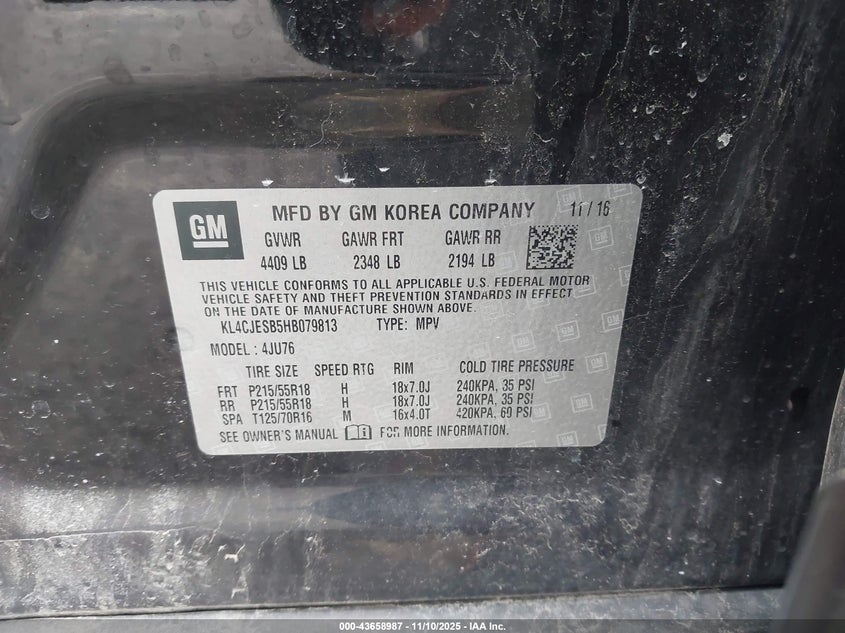 GM
MFD BY GM KOREA COMPANY 11/16
GVWR GAWR FRT GAWR RR
4409 LB 2348 LB 2194 LB
THIS VEHICLE CONFORMS TO ALL APPLICABLE U.S. FEDERAL MOTOR
VEHICLE SAFETY AND THEFT PREVENTION STANDARDS IN EFFECT
ON THE DATE OF MANUFACTURE SHOWN ABOVE.
KL4CJESB5HB079813 TYPE: MPV
MODEL: 4JU76
TIRE SIZE SPEED RTG RIM COLD TIRE PRESSURE
FRT P215/55R18 H 18x7.0J 240KPA, 35 PSI
RR P215/55R18 H 18x7.0J 240KPA, 35 PSI
SPA T125/70R16 M 16x4.0T 420KPA, 60 PSI
SEE OWNER'S MANUAL FOR MORE INFORMATION.
000-43658987 - 11/10/2025 - IAA Inc.